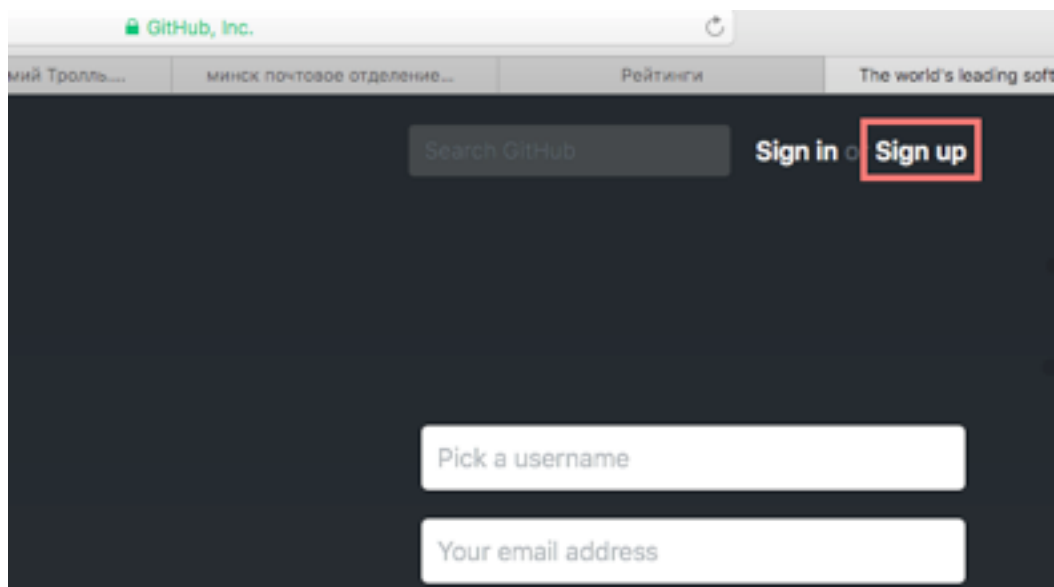 GitHub, Inc.
мий Тролль.... минск почтовое отделение... Рейтинги The world's leading soft
Search GitHub Sign in or Sign up
Pick a username
Your email address